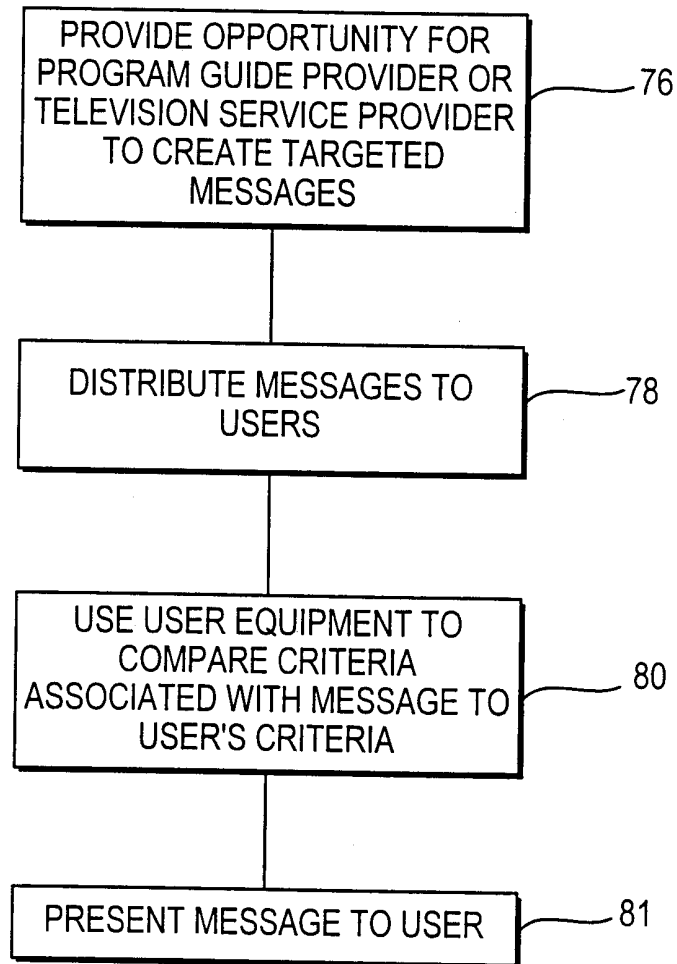 PROVIDE OPPORTUNITY FOR
PROGRAM GUIDE PROVIDER OR
TELEVISION SERVICE PROVIDER
TO CREATE TARGETED
MESSAGES
76
DISTRIBUTE MESSAGES TO
USERS
78
USE USER EQUIPMENT TO
COMPARE CRITERIA
ASSOCIATED WITH MESSAGE TO
USER'S CRITERIA
80
PRESENT MESSAGE TO USER
81